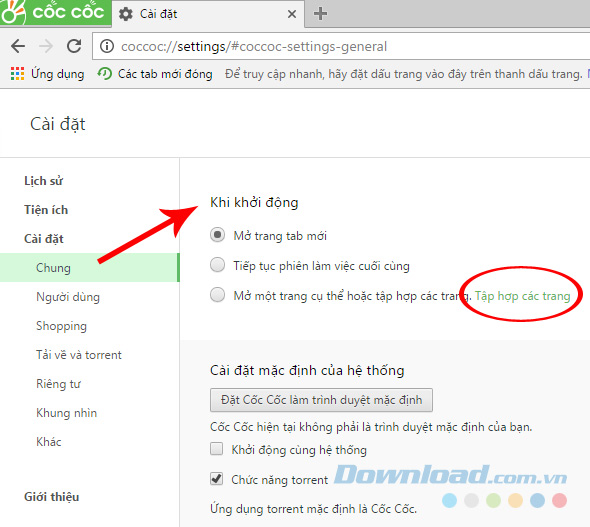 CỐC CỐC
Cài đặt
coccoc://settings/#coccoc-settings-general
Ứng dụng Các tab mới đóng Để truy cập nhanh, hãy đặt dấu trang vào đây trên thanh dấu trang.
Cài đặt
Lịch sử
Tiện ích
Cài đặt
Chung
Người dùng
Shopping
Tải về và torrent
Riêng tư
Khung nhìn
Khác
Giới thiệu
Khi khởi động
Mở trang tab mới
Tiếp tục phiên làm việc cuối cùng
Mở một trang cụ thể hoặc tập hợp các trang. Tập hợp các trang
Cài đặt mặc định của hệ thống
Đặt Cốc Cốc làm trình duyệt mặc định
Cốc Cốc hiện tại không phải là trình duyệt mặc định của bạn.
Khởi động cùng hệ thống
Chức năng torrent
Download.com.vn
Ứng dụng torrent mặc định là Cốc Cốc.